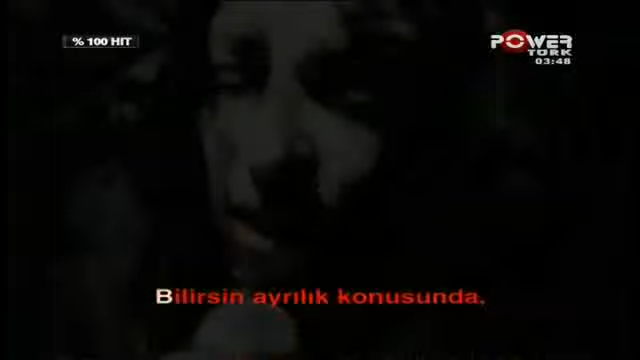 % 100 HIT
POWER
TÜRK
03:48
Bilirsin ayrılık konusunda,